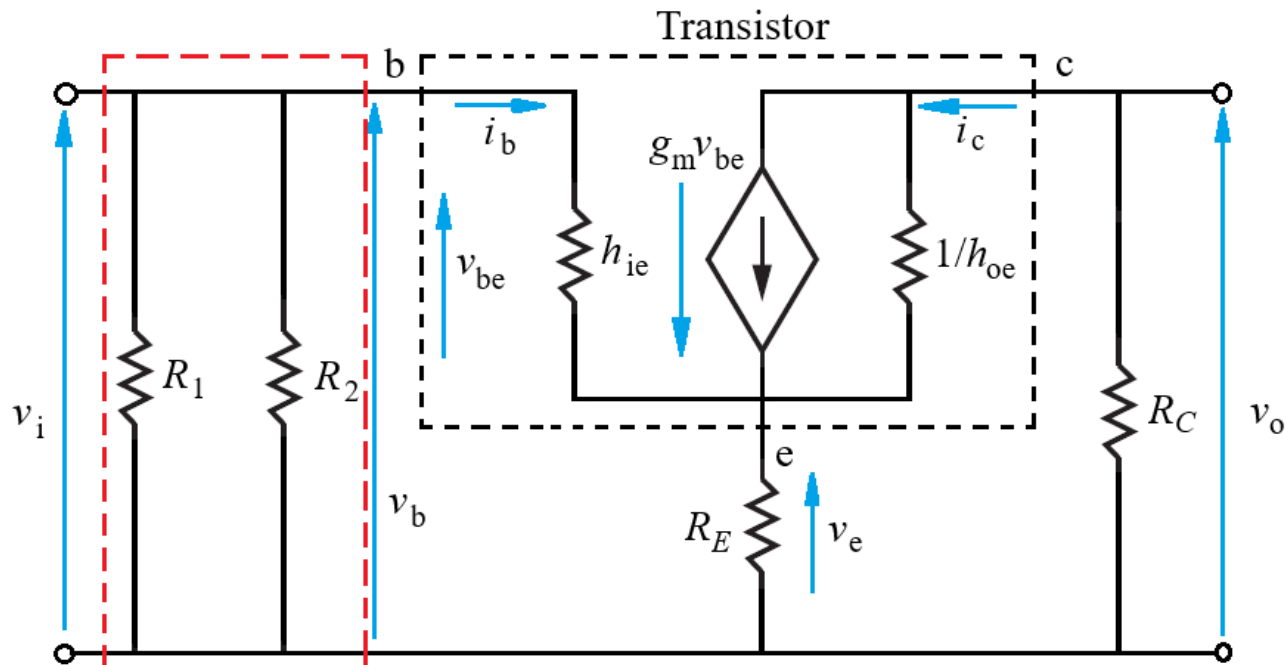 Transistor
b
c
i_b
g_m v_be
i_c
v_be
h_ie
1/h_oe
R_1
R_2
v_i
v_b
e
R_E
v_e
R_C
v_o